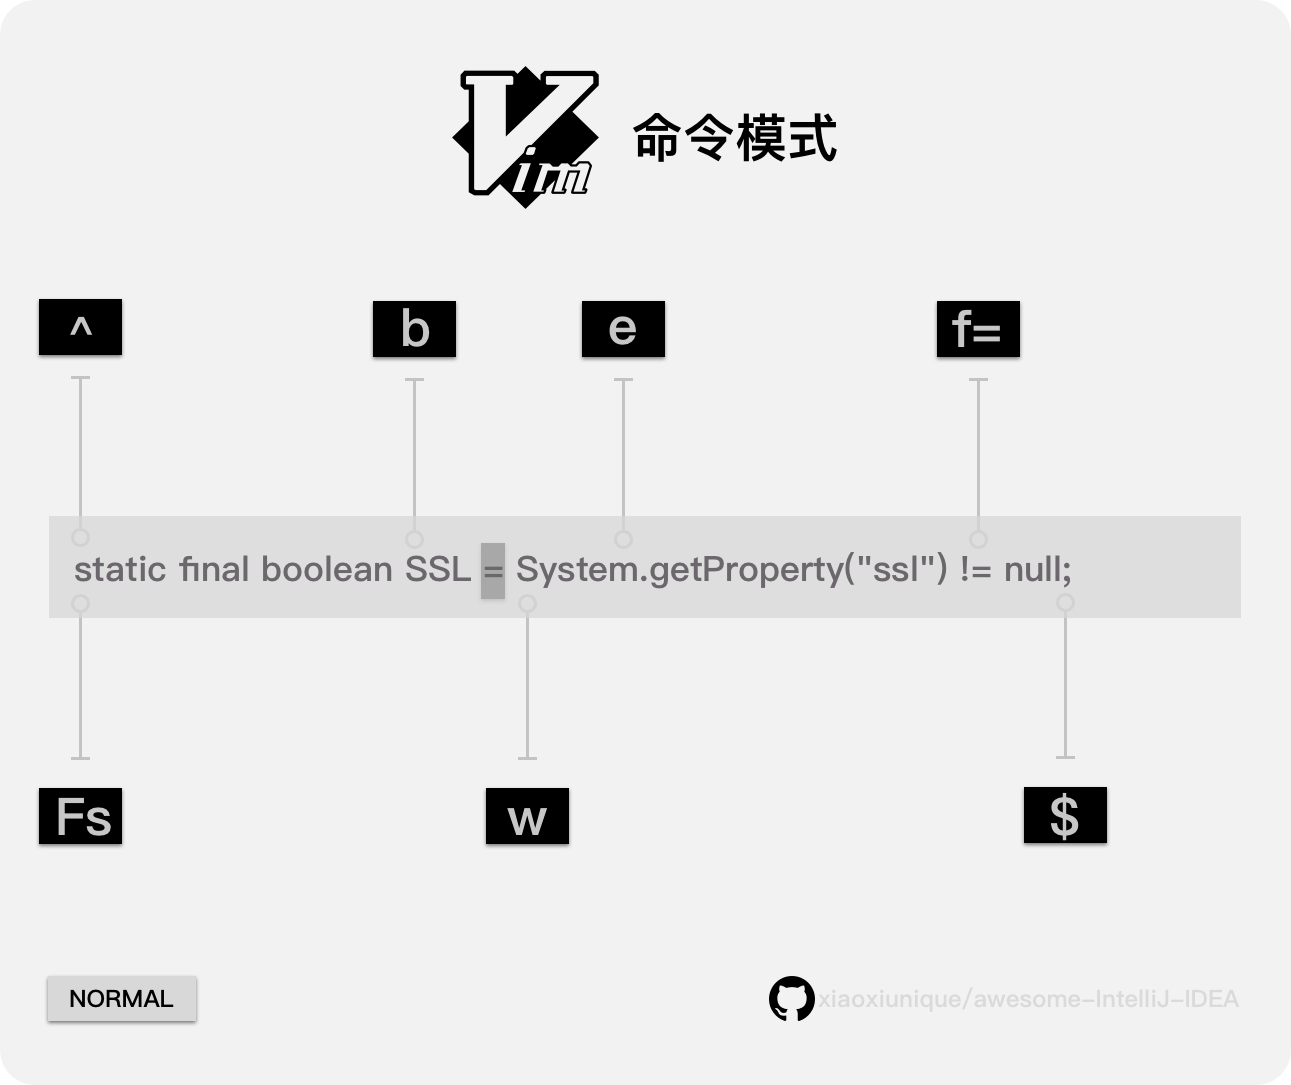 Vim 命令模式
^ b e f=
static final boolean SSL = System.getProperty("ssl") != null;
Fs w $
NORMAL
xiaoxiunique/awesome-IntelliJ-IDEA